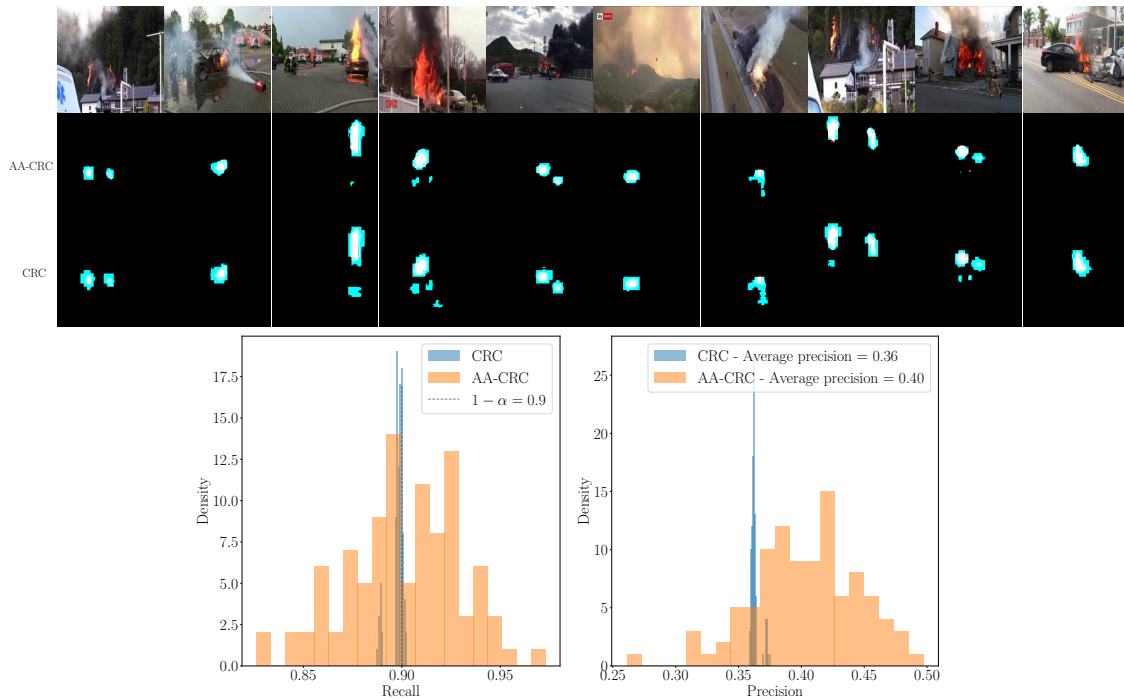 DR2
AA-CRC
CRC
CRC
AA-CRC
1 − α = 0.9
17.5
15.0
12.5
10.0
7.5
5.0
2.5
0.0
Density
0.85
0.90
0.95
Recall
CRC - Average precision = 0.36
AA-CRC - Average precision = 0.40
25
20
15
10
5
0
Density
0.25
0.30
0.35
0.40
0.45
0.50
Precision